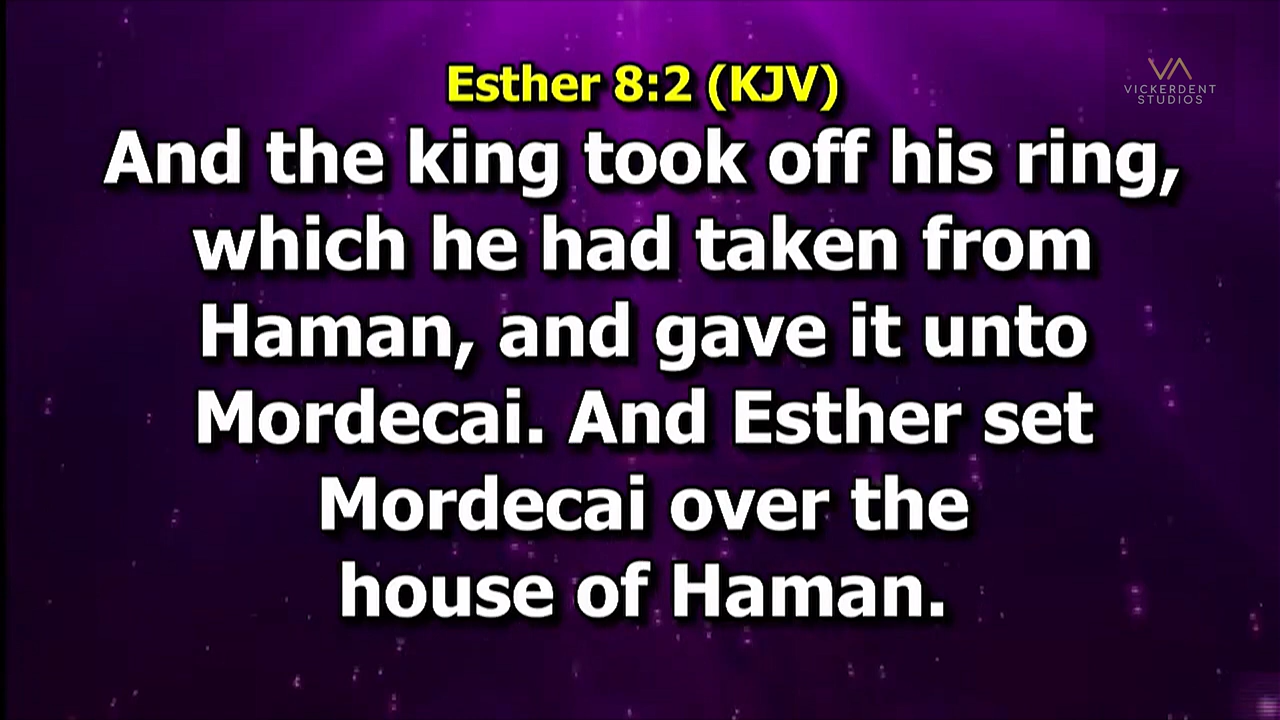 Esther 8:2 (KJV)
VICKERDENT
STUDIOS
And the king took off his ring,
which he had taken from
Haman, and gave it unto
Mordecai. And Esther set
Mordecai over the
house of Haman.